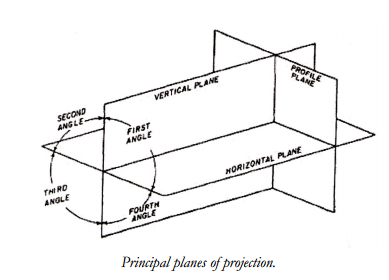 VERTICAL PLANE
PROFILE
PLANE
SECOND
ANGLE
FIRST
ANGLE
HORIZONTAL PLANE
THIRD
ANGLE
FOURTH
ANGLE
Principal planes of projection.